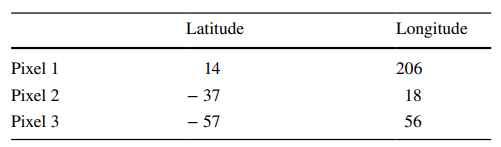 Latitude Longitude
Pixel 1 14 206
Pixel 2 − 37 18
Pixel 3 − 57 56